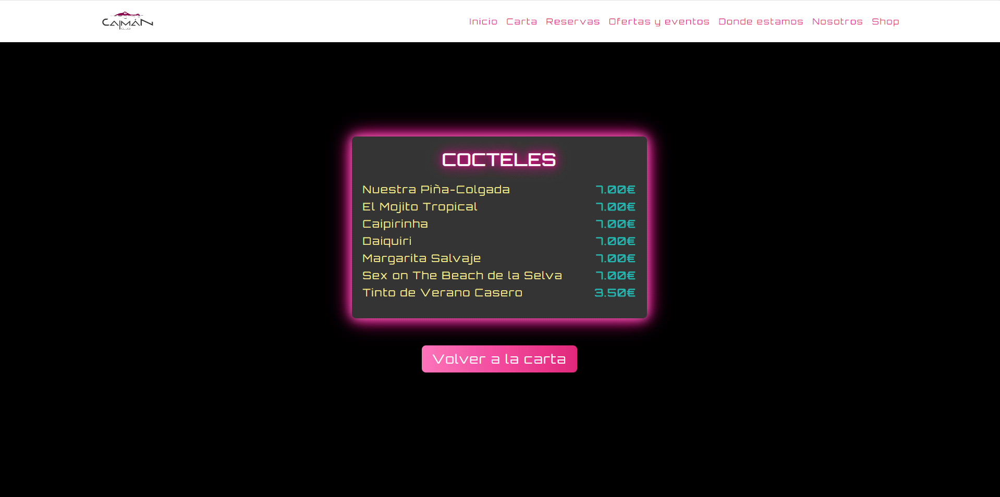 CAIMÁN
CLUB
Inicio Carta Reservas Ofertas y eventos Donde estamos Nosotros Shop
COCTELES
Nuestra Piña-Colgada 7.00€
El Mojito Tropical 7.00€
Caipirinha 7.00€
Daiquiri 7.00€
Margarita Salvaje 7.00€
Sex on The Beach de la Selva 7.00€
Tinto de Verano Casero 3.50€
Volver a la carta